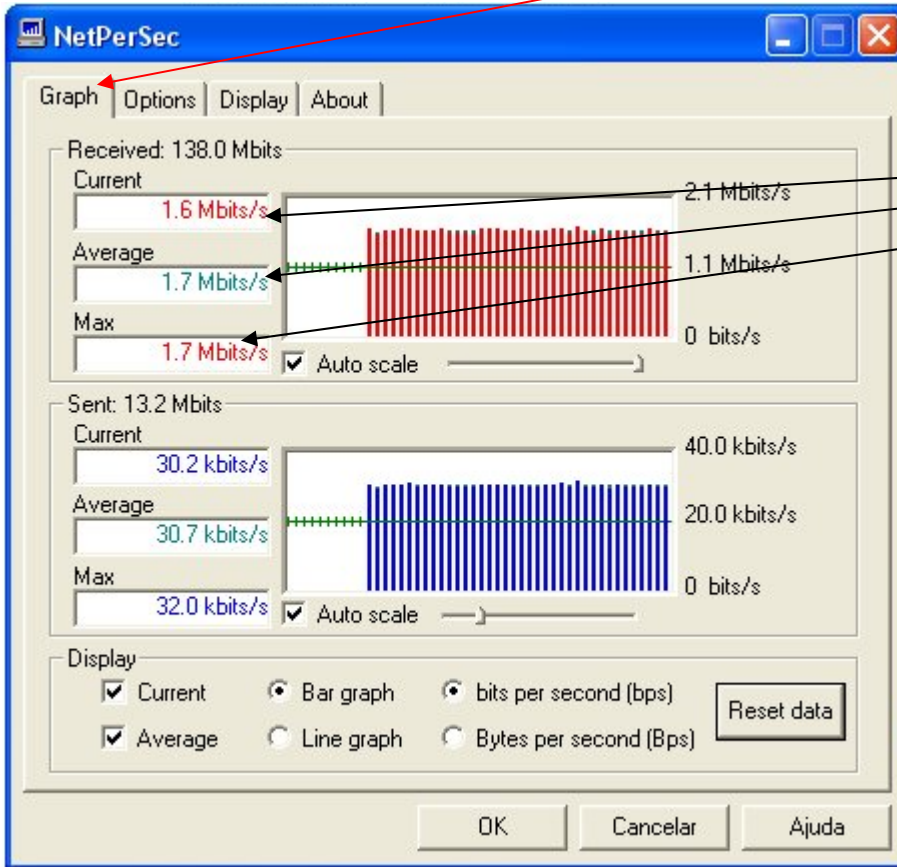 NetPerSec
Graph Options Display About
Received: 138.0 Mbits
Current
1.6 Mbits/s
Average
1.7 Mbits/s
Max
1.7 Mbits/s
2.1 Mbits/s
1.1 Mbits/s
0 bits/s
Auto scale
Sent: 13.2 Mbits
Current
30.2 kbits/s
Average
30.7 kbits/s
Max
32.0 kbits/s
40.0 kbits/s
20.0 kbits/s
0 bits/s
Auto scale
Display
Current Bar graph bits per second (bps)
Average Line graph Bytes per second (Bps)
Reset data
OK Cancelar Ajuda